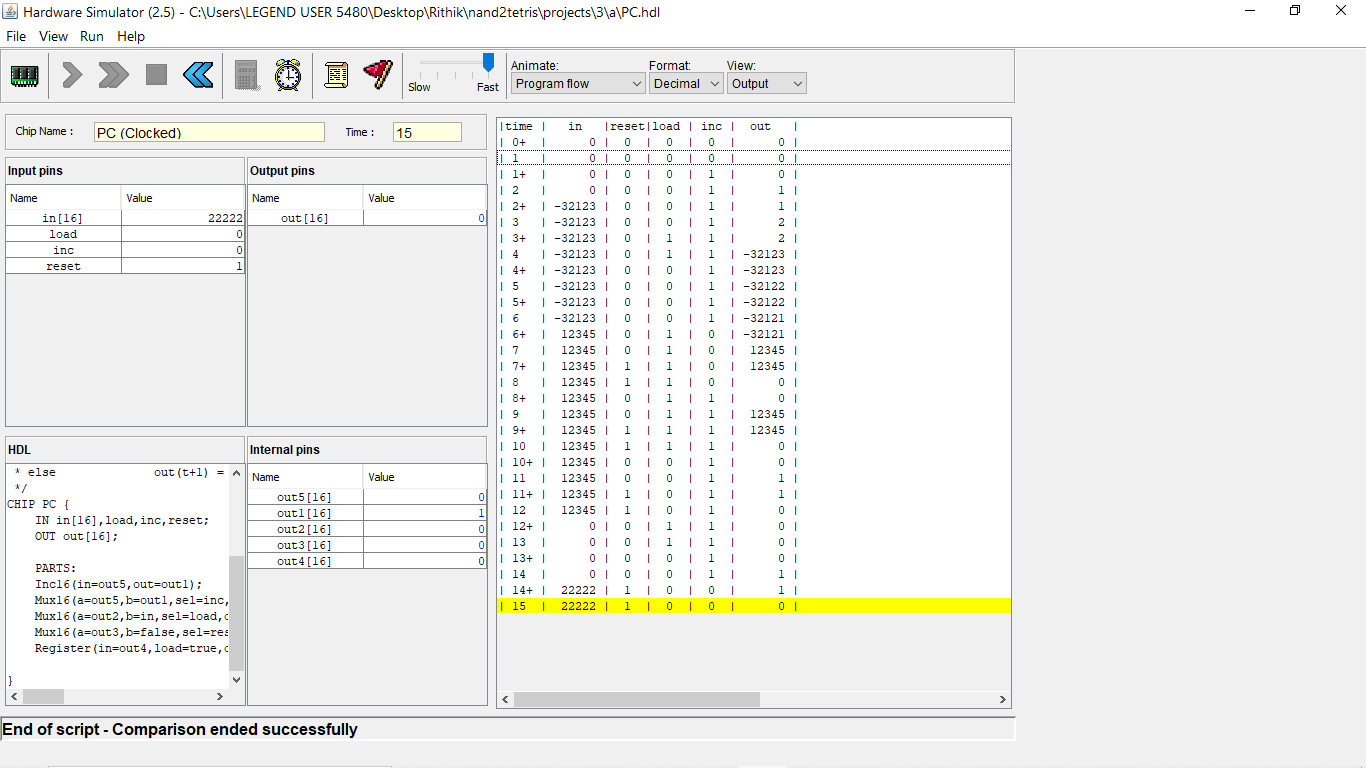 Hardware Simulator (2.5) - C:\Users\LEGEND USER 5480\Desktop\Rithik\nand2tetris\projects\3\a\PC.hdl
File View Run Help
Slow Fast
Animate: Format: View:
Program flow Decimal Output
Chip Name : PC (Clocked) Time : 15
Input pins
Name Value
in[16] 22222
load 0
inc 0
reset 1
Output pins
Name Value
out[16] 0
HDL
* else out(t+1) =
*/
CHIP PC {
IN in[16],load,inc,reset;
OUT out[16];
PARTS:
Inc16(in=out5,out=out1);
Mux16(a=out5,b=out1,sel=inc,
Mux16(a=out2,b=in,sel=load,
Mux16(a=out3,b=false,sel=res
Register(in=out4,load=true,
}
Internal pins
Name Value
out5[16] 0
out1[16] 1
out2[16] 0
out3[16] 0
out4[16] 0
|time | in |reset|load | inc | out |
| 0+ | 0 | 0 | 0 | 0 | 0 |
| 1 | 0 | 0 | 0 | 0 | 0 |
| 1+ | 0 | 0 | 0 | 1 | 0 |
| 2 | 0 | 0 | 0 | 1 | 1 |
| 2+ | -32123 | 0 | 0 | 1 | 1 |
| 3 | -32123 | 0 | 0 | 1 | 2 |
| 3+ | -32123 | 0 | 1 | 1 | 2 |
| 4 | -32123 | 0 | 1 | 1 | -32123 |
| 4+ | -32123 | 0 | 0 | 1 | -32123 |
| 5 | -32123 | 0 | 0 | 1 | -32122 |
| 5+ | -32123 | 0 | 0 | 1 | -32122 |
| 6 | -32123 | 0 | 0 | 1 | -32121 |
| 6+ | 12345 | 0 | 1 | 0 | -32121 |
| 7 | 12345 | 0 | 1 | 0 | 12345 |
| 7+ | 12345 | 1 | 1 | 0 | 12345 |
| 8 | 12345 | 1 | 1 | 0 | 0 |
| 8+ | 12345 | 0 | 1 | 1 | 0 |
| 9 | 12345 | 0 | 1 | 1 | 12345 |
| 9+ | 12345 | 1 | 1 | 1 | 12345 |
| 10 | 12345 | 1 | 1 | 1 | 0 |
| 10+ | 12345 | 0 | 0 | 1 | 0 |
| 11 | 12345 | 0 | 0 | 1 | 1 |
| 11+ | 12345 | 1 | 0 | 1 | 1 |
| 12 | 12345 | 1 | 0 | 1 | 0 |
| 12+ | 0 | 0 | 1 | 1 | 0 |
| 13 | 0 | 0 | 1 | 1 | 0 |
| 13+ | 0 | 0 | 0 | 1 | 0 |
| 14 | 0 | 0 | 0 | 1 | 1 |
| 14+ | 22222 | 1 | 0 | 0 | 1 |
| 15 | 22222 | 1 | 0 | 0 | 0 |
End of script - Comparison ended successfully